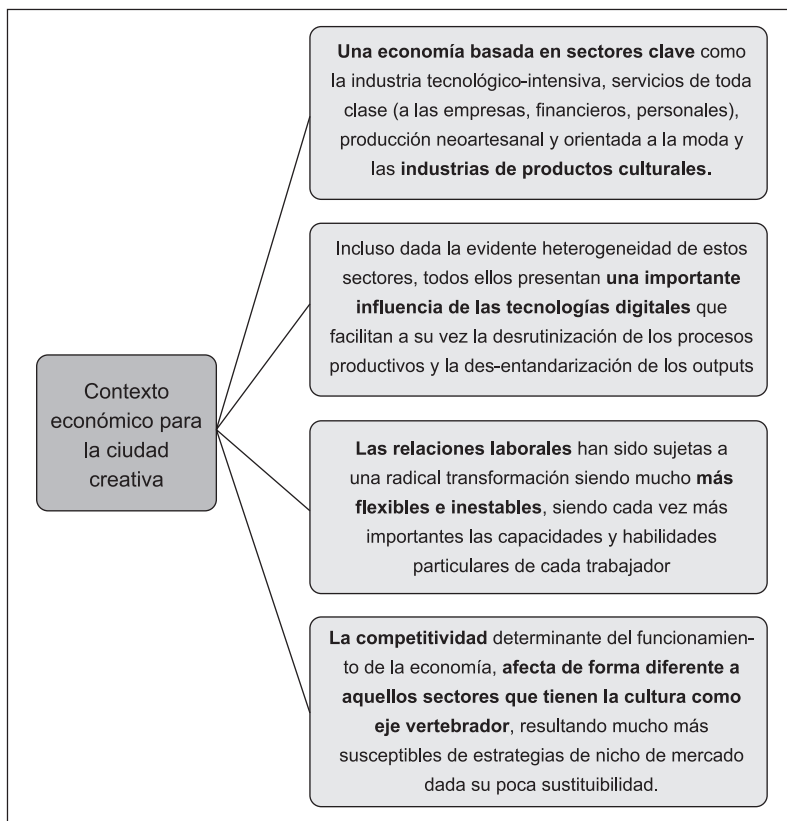 Una economía basada en sectores clave como
la industria tecnológico-intensiva, servicios de toda
clase (a las empresas, financieros, personales),
producción neoartesanal y orientada a la moda y
las industrias de productos culturales.
Incluso dada la evidente heterogeneidad de estos
sectores, todos ellos presentan una importante
influencia de las tecnologías digitales que
facilitan a su vez la desrutinización de los procesos
productivos y la des-entandarización de los outputs
Contexto
económico para
la ciudad
creativa
Las relaciones laborales han sido sujetas a
una radical transformación siendo mucho más
flexibles e inestables, siendo cada vez más
importantes las capacidades y habilidades
particulares de cada trabajador
La competitividad determinante del funcionamien-
to de la economía, afecta de forma diferente a
aquellos sectores que tienen la cultura como
eje vertebrador, resultando mucho más
susceptibles de estrategias de nicho de mercado
dada su poca sustituibilidad.